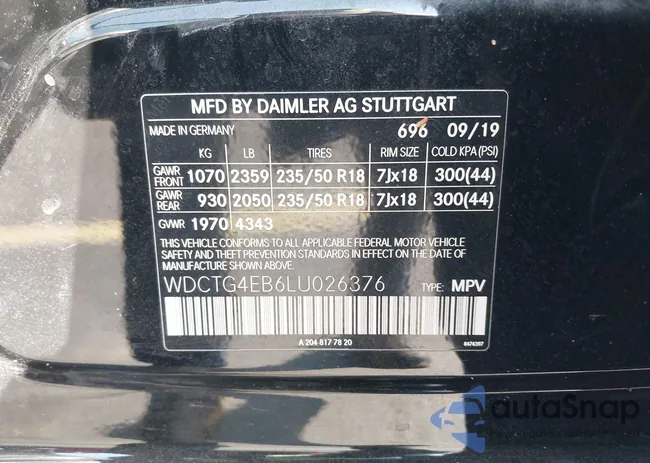 MFD BY DAIMLER AG STUTTGART
MADE IN GERMANY 696 09/19
KG LB TIRES RIM SIZE COLD KPA(PSI)
GAWR FRONT 1070 2359 235/50 R18 7Jx18 300(44)
GAWR REAR 930 2050 235/50 R18 7Jx18 300(44)
GVWR 1970 4343
THIS VEHICLE CONFORMS TO ALL APPLICABLE FEDERAL MOTOR VEHICLE
SAFETY AND THEFT PREVENTION STANDARDS IN EFFECT ON THE DATE OF
MANUFACTURE SHOWN ABOVE
WDCTG4EB6LU026376 TYPE: MPV
A 204 817 78 20 8476397
autoSnap